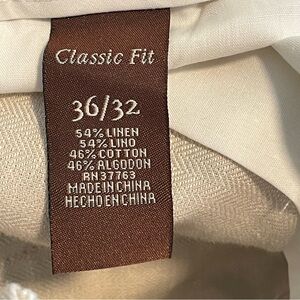 Classic Fit
36/32
54% LINEN
54% LINO
46% COTTON
46% ALGODON
RN37763
MADE IN CHINA
HECHO EN CHINA